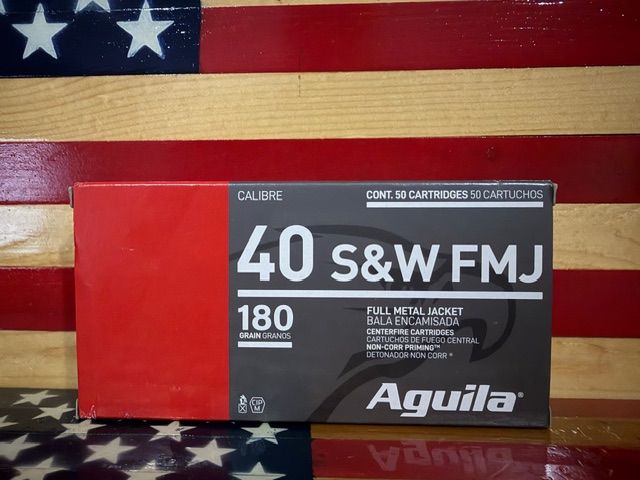 CALIBRE
CONT. 50 CARTRIDGES 50 CARTUCHOS
40 S&W FMJ
180
GRAIN GRANOS
FULL METAL JACKET
BALA ENCAMISADA
CENTERFIRE CARTRIDGES
CARTUCHOS DE FUEGO CENTRAL
NON-CORR PRIMING™
DETONADOR NON CORR ®
CIP
M
Aguila®